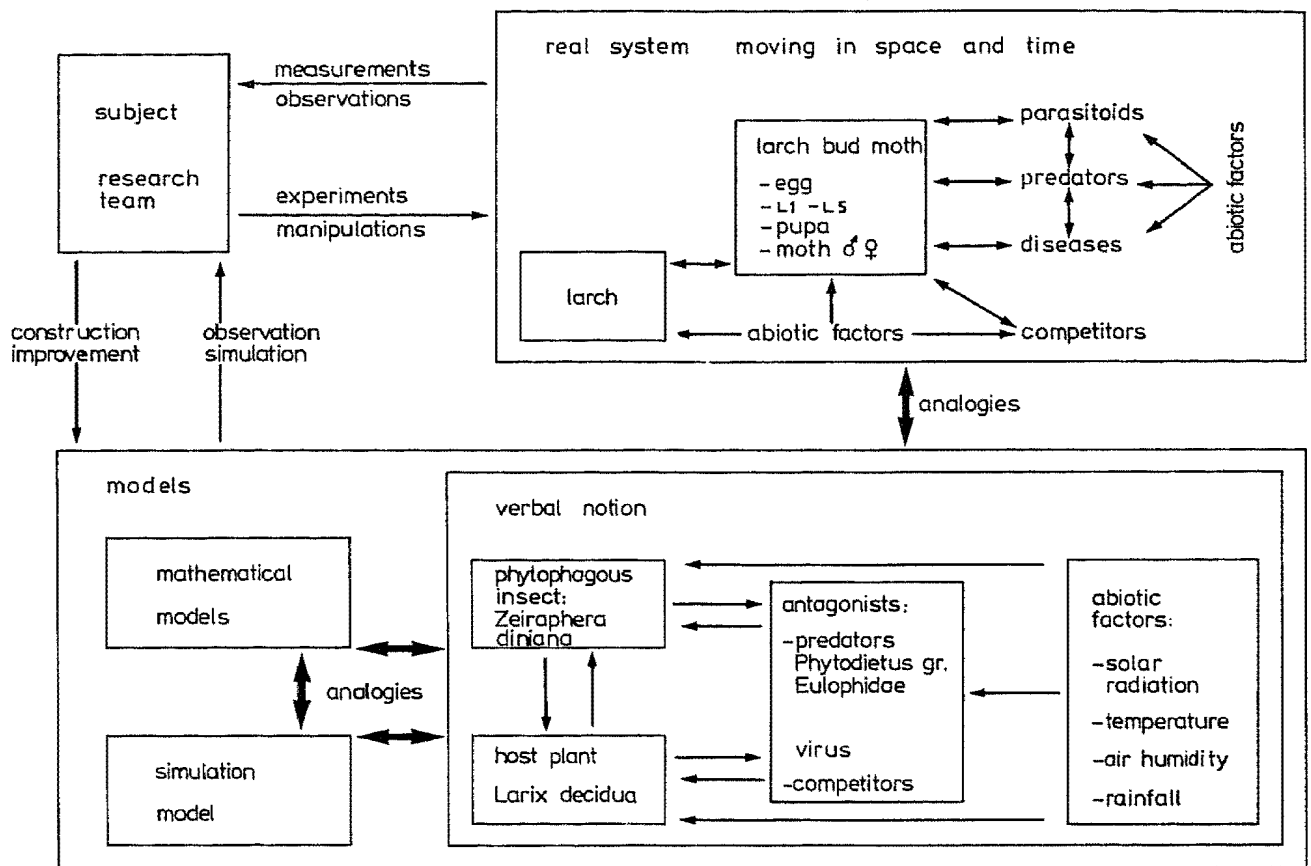 subject
research
team
measurements
observations
experiments
manipulations
construction
improvement
observation
simulation
real system moving in space and time
larch bud moth
-egg
-L1 -L5
-pupa
-moth ♂♀
larch
parasitoids
predators
diseases
abiotic factors
abiotic factors
competitors
analogies
models
mathematical
models
analogies
simulation
model
verbal notion
phylophagous
insect:
Zeiraphera
diniana
host plant
Larix decidua
antagonists:
-predators
Phytodietus gr.
Eulophidae
virus
-competitors
abiotic
factors:
-solar
radiation
-temperature
-air humidity
-rainfall